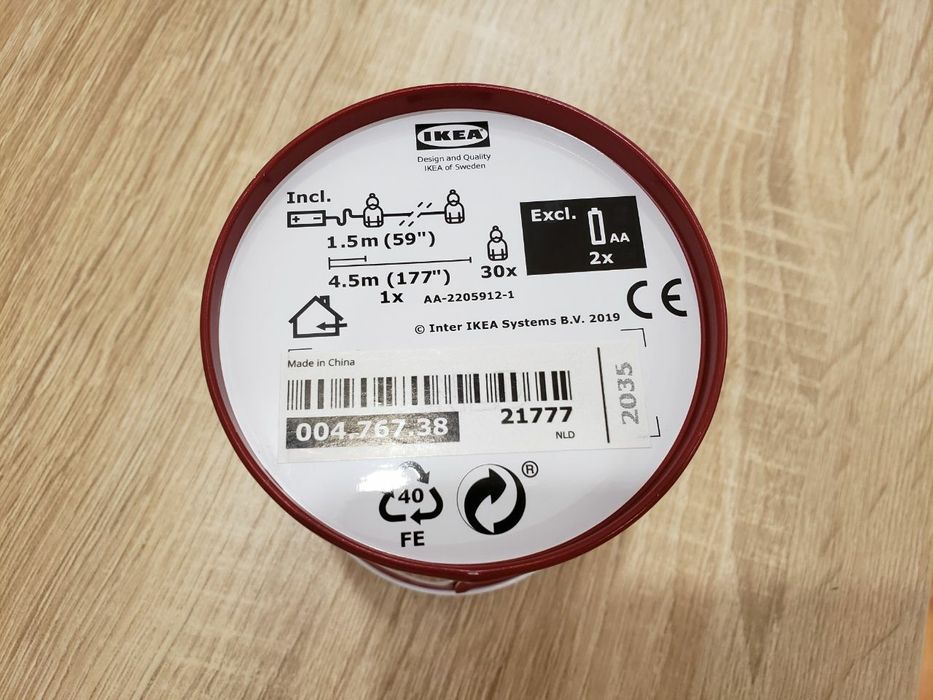 IKEA
Design and Quality
IKEA of Sweden
Incl.
1.5m (59")
4.5m (177")
1x
30x
AA-2205912-1
Excl.
AA
2x
CE
© Inter IKEA Systems B.V. 2019
Made in China
004.767.38
21777
NLD
2035
40
FE
®